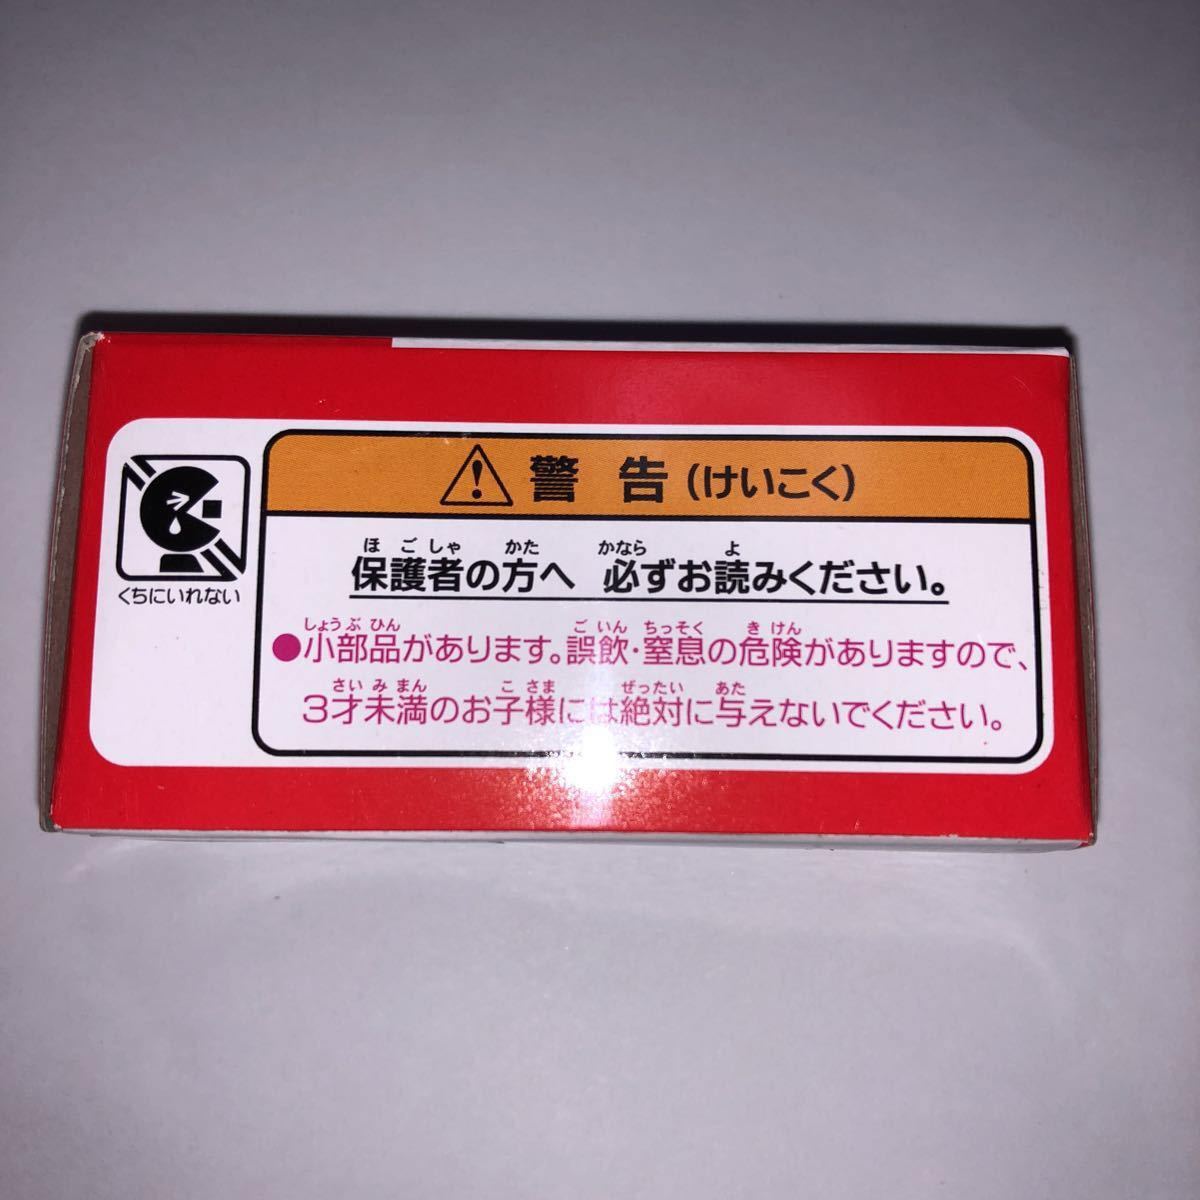 警告(けいこく)
ほごしゃ かた かなら よ
保護者の方へ 必ずお読みください。
しょうぶひん ごいん ちっそく きけん
●小部品があります。誤飲・窒息の危険がありますので、
さいみまん こさま ぜったい あた
3才未満のお子様には絶対に与えないでください。
くちにいれない